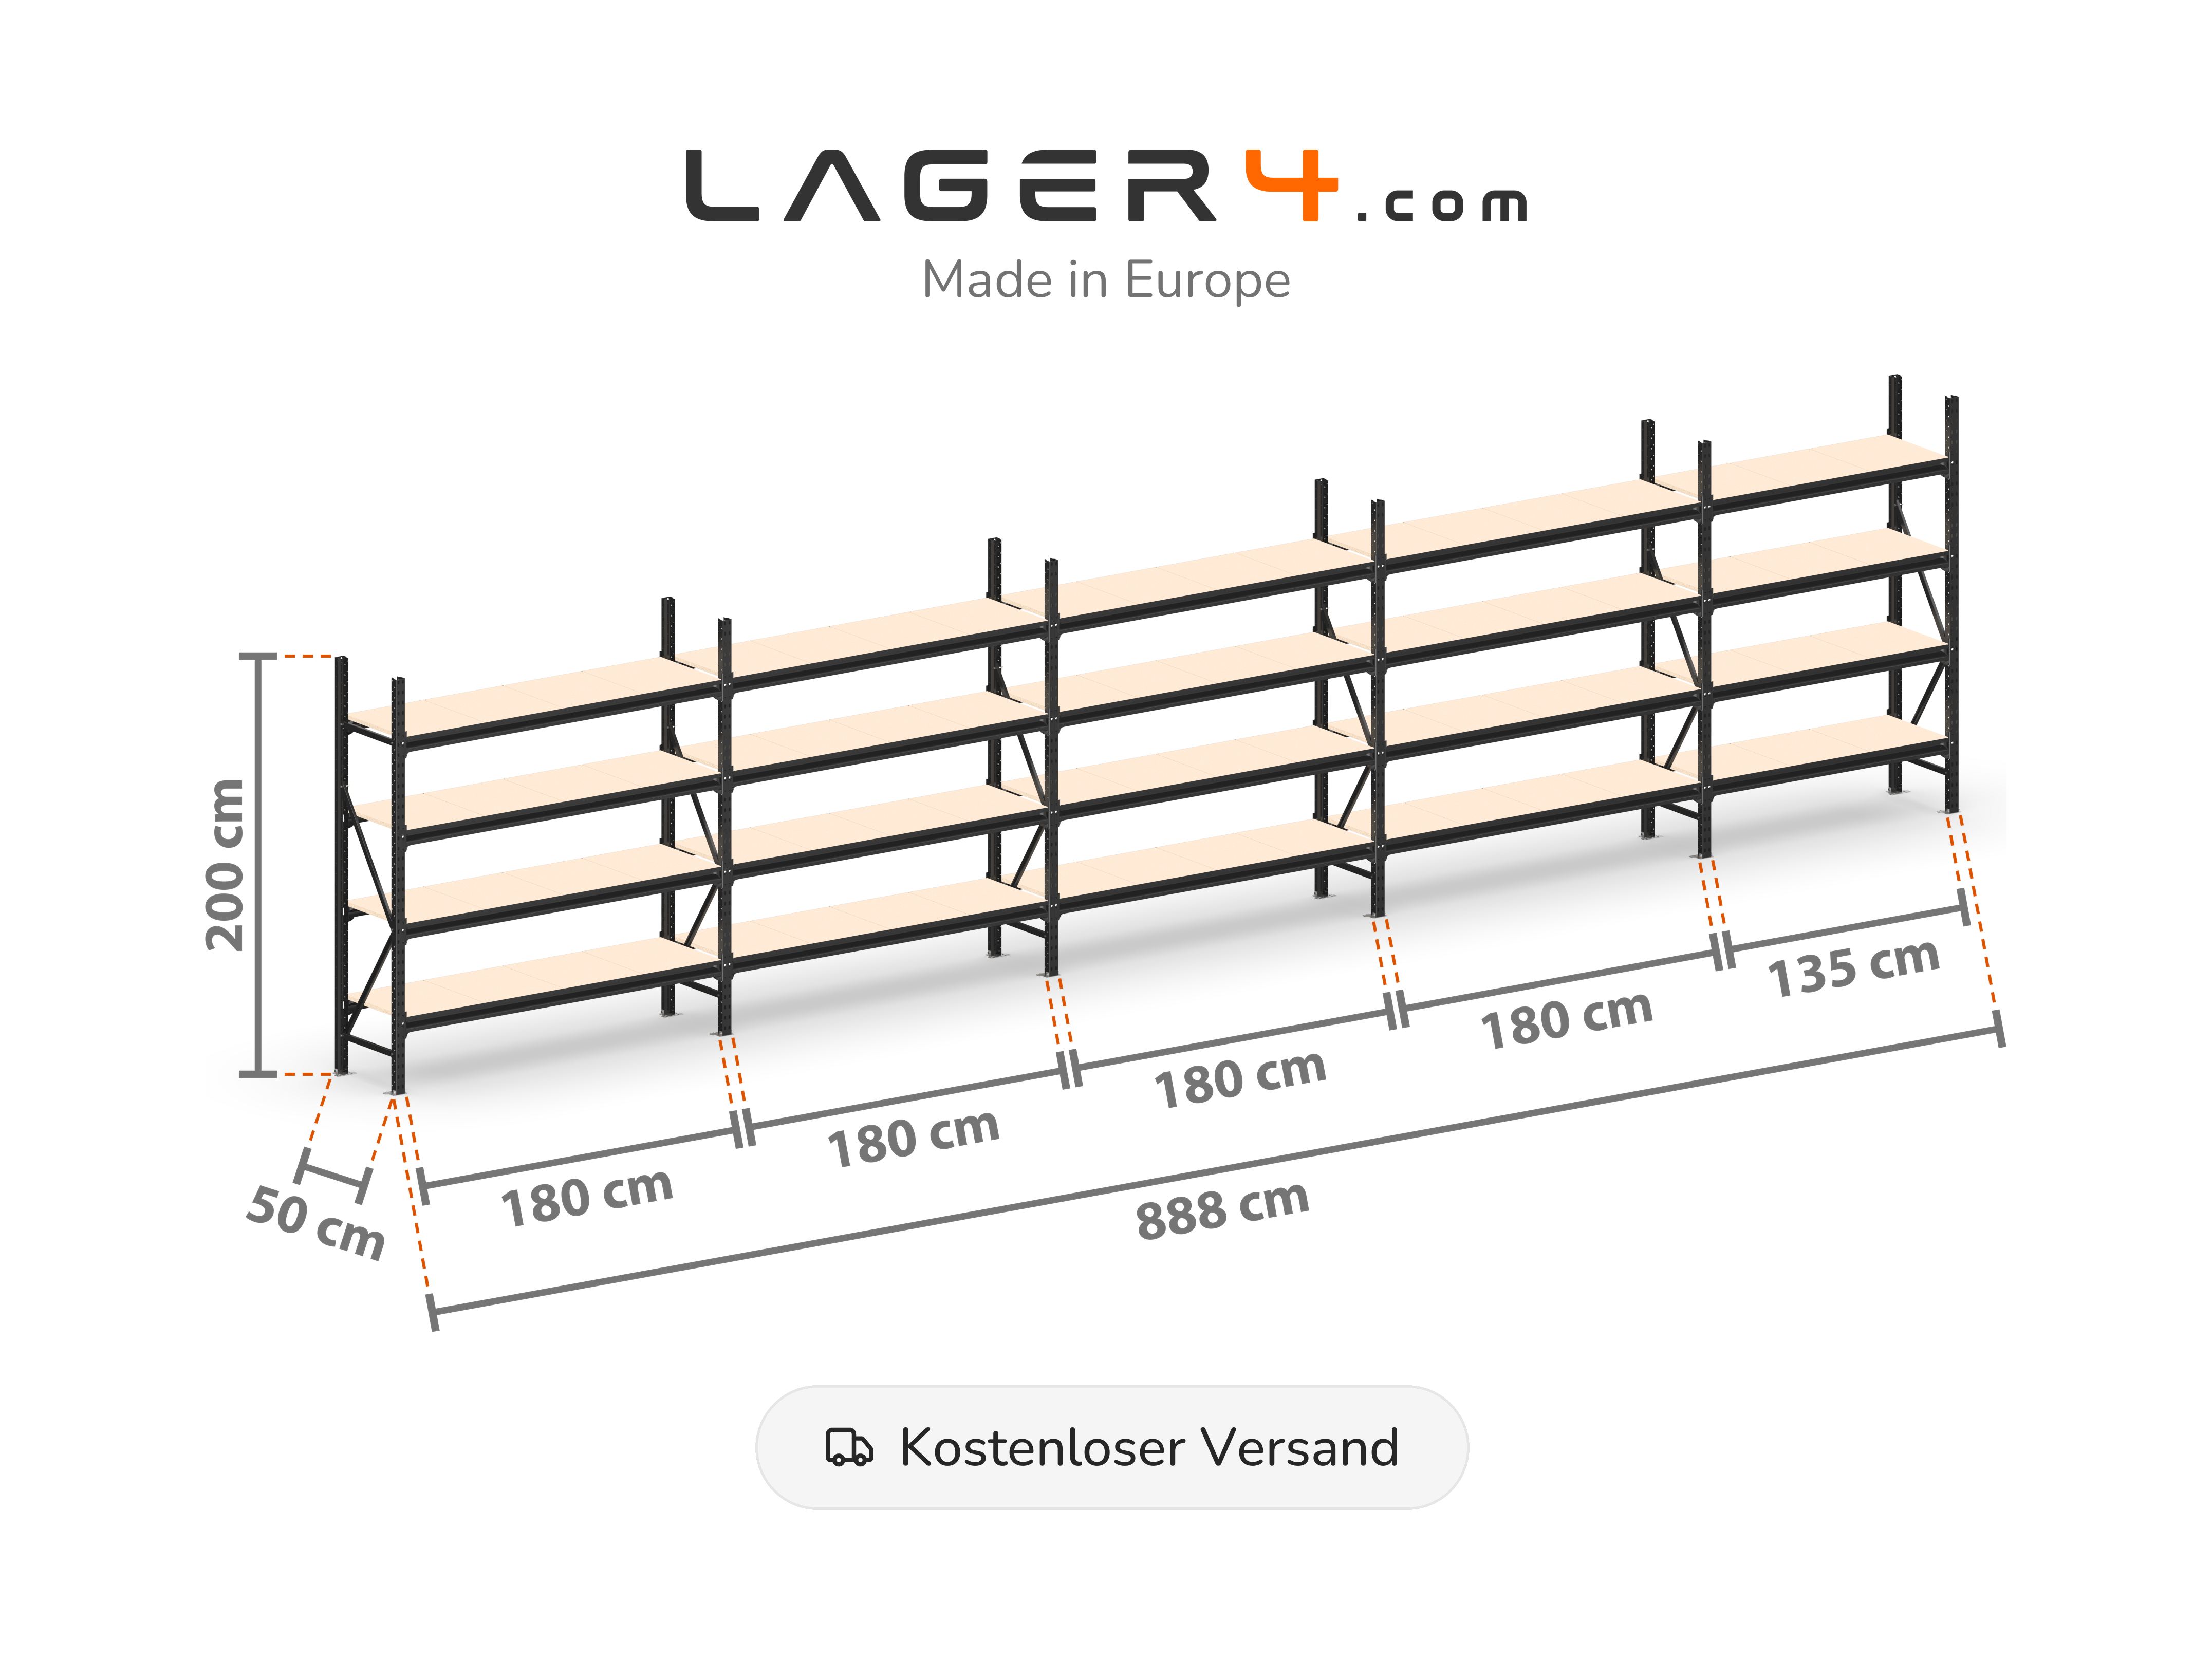 LAGER4.com
Made in Europe
200 cm
50 cm
180 cm
180 cm
180 cm
180 cm
135 cm
888 cm
Kostenloser Versand